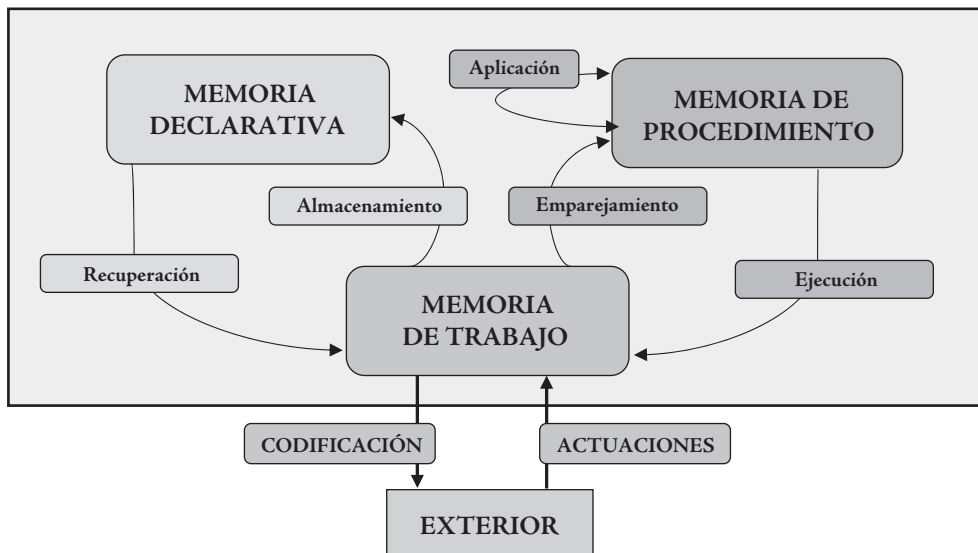 Aplicación
MEMORIA
DECLARATIVA
MEMORIA DE
PROCEDIMIENTO
Almacenamiento
Emparejamiento
Recuperación
Ejecución
MEMORIA
DE TRABAJO
CODIFICACIÓN
ACTUACIONES
EXTERIOR